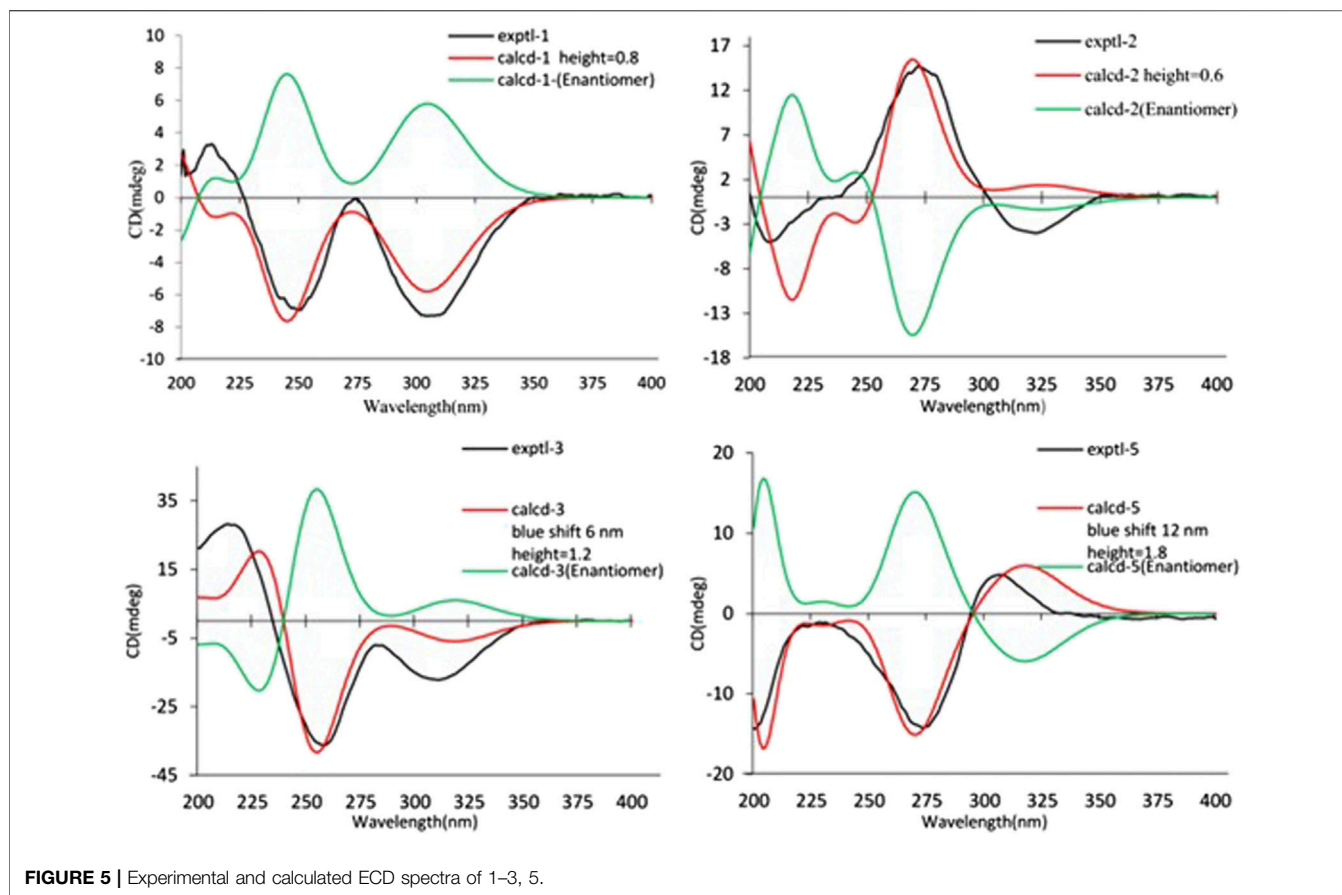 10
8
6
4
2
0
-2
-4
-6
-8
-10
CD(mdeg)
exptl-1
calcd-1 height=0.8
calcd-1-(Enantiomer)
200 225 250 275 300 325 350 375 400
Wavelength(nm)
17
12
7
2
-3
-8
-13
-18
CD(mdeg)
exptl-2
calcd-2 height=0.6
calcd-2(Enantiomer)
200 225 250 275 300 325 350 375 400
Wavelength(nm)
35
15
-5
-25
-45
CD(mdeg)
exptl-3
calcd-3
blue shift 6 nm
height=1.2
calcd-3(Enantiomer)
200 225 250 275 300 325 350 375 400
Wavelength(nm)
20
10
0
-10
-20
CD(mdeg)
exptl-5
calcd-5
blue shift 12 nm
height=1.8
calcd-5(Enantiomer)
200 225 250 275 300 325 350 375 400
Wavelength(nm)
FIGURE 5 | Experimental and calculated ECD spectra of 1–3, 5.